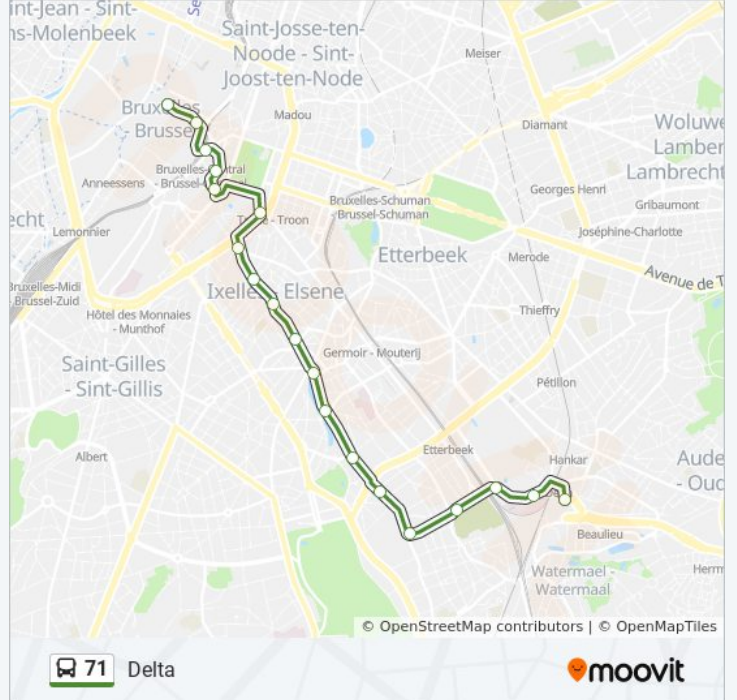 int-Jean - Sint-
ns-Molenbeek
Se
Saint-Josse-ten-
Noode - Sint-
Joost-ten-Node
Meiser
Bruxelles
- Brusse
Madou
Diamant
Woluwe
Lamber
Lambrecht
Bruxelles-Central
- Brussel-
Anneessens
Georges Henri
Bruxelles-Schuman
- Brussel-Schuman
Gribaumont
echt
Lemonnier
- Troon
Joséphine-Charlotte
Etterbeek
Merode
Avenue de T
Bruxelles-Midi
- Brussel-Zuid
Ixelles - Elsene
Hôtel des Monnaies
- Munthof
Thieffry
Saint-Gilles
- Sint-Gillis
Germoir - Mouterij
Pétillon
Albert
Etterbeek
Hankar
Aude
- Oud
Beaulieu
Watermael -
Watermaal
Herm
© OpenStreetMap contributors | © OpenMapTiles
71 Delta
moovit